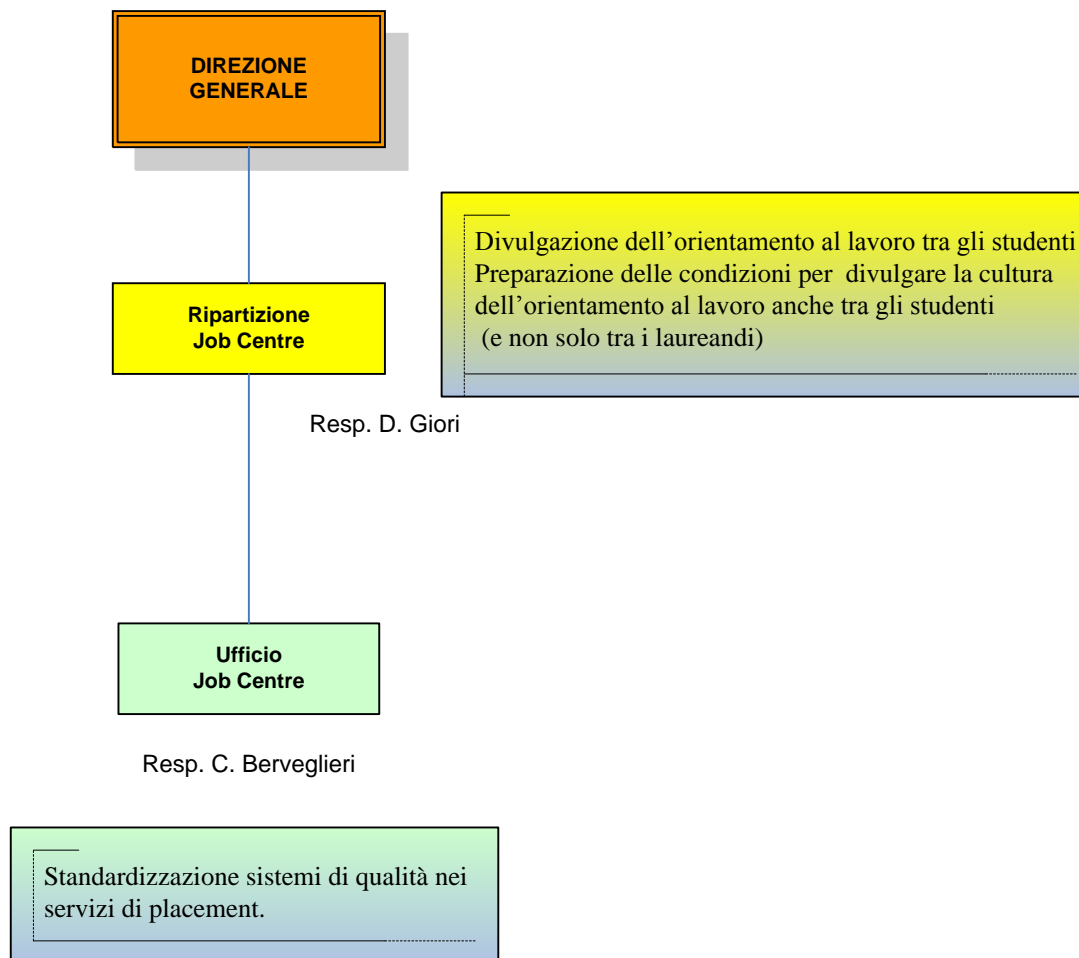 DIREZIONE
GENERALE
Divulgazione dell’orientamento al lavoro tra gli studenti
Preparazione delle condizioni per  divulgare la cultura
dell’orientamento al lavoro anche tra gli studenti
(e non solo tra i laureandi)
Ripartizione
Job Centre
Resp. D. Giori
Ufficio
Job Centre
Resp. C. Berveglieri
Standardizzazione sistemi di qualità nei
servizi di placement.